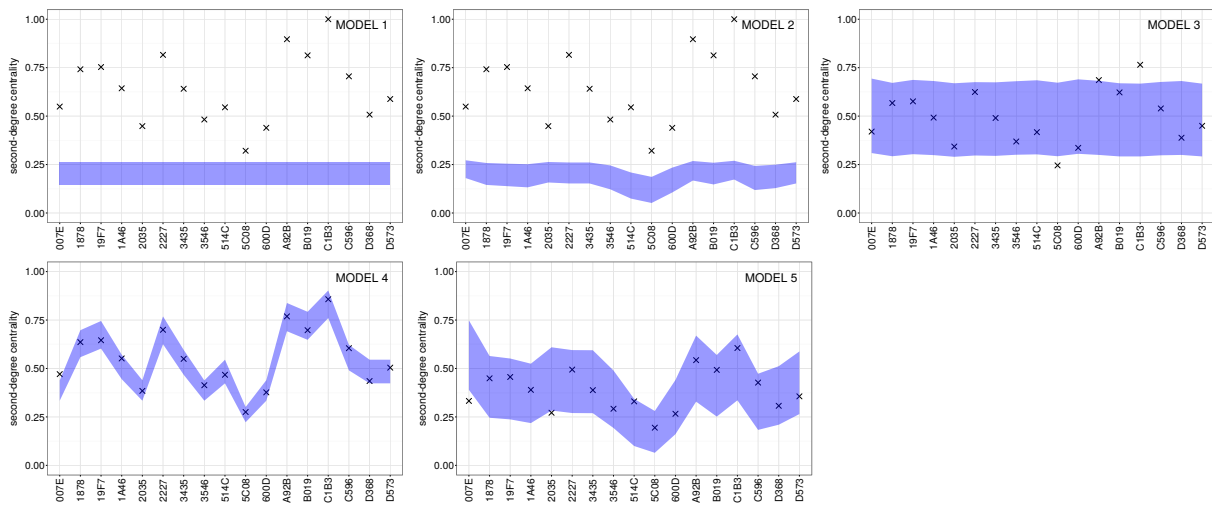 MODEL 1
second-degree centrality
1.00
0.75
0.50
0.25
0.00
007E 1878 19F7 1A46 2035 2227 3435 3546 514C 5C08 600D A92B B019 C1B3 C596 D368 D573
MODEL 2
second-degree centrality
1.00
0.75
0.50
0.25
0.00
007E 1878 19F7 1A46 2035 2227 3435 3546 514C 5C08 600D A92B B019 C1B3 C596 D368 D573
MODEL 3
second-degree centrality
1.00
0.75
0.50
0.25
0.00
007E 1878 19F7 1A46 2035 2227 3435 3546 514C 5C08 600D A92B B019 C1B3 C596 D368 D573
MODEL 4
second-degree centrality
1.00
0.75
0.50
0.25
0.00
007E 1878 19F7 1A46 2035 2227 3435 3546 514C 5C08 600D A92B B019 C1B3 C596 D368 D573
MODEL 5
second-degree centrality
1.00
0.75
0.50
0.25
0.00
007E 1878 19F7 1A46 2035 2227 3435 3546 514C 5C08 600D A92B B019 C1B3 C596 D368 D573